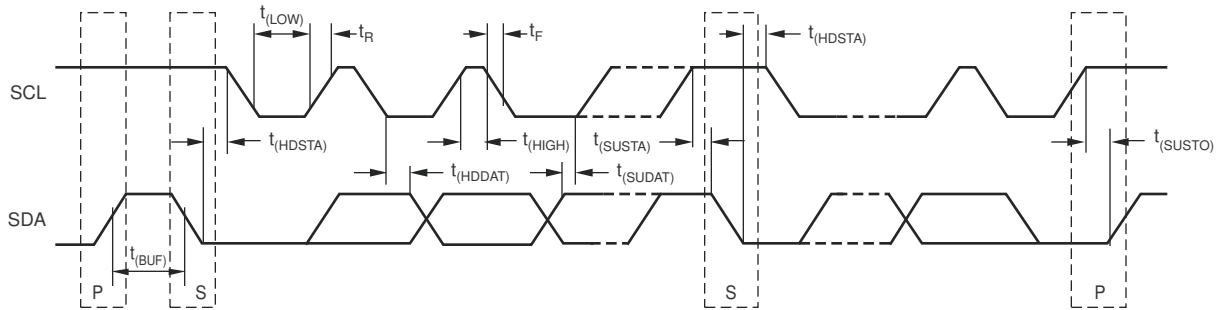 t(LOW)
tR
tF
t(HDSTA)
SCL
t(HDSTA)
t(HIGH)
t(SUSTA)
t(SUSTO)
t(HDDAT)
t(SUDAT)
SDA
t(BUF)
P
S
S
P